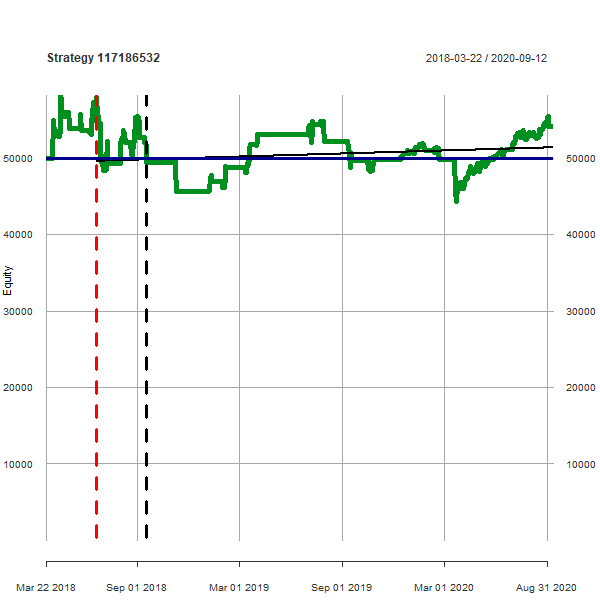 Strategy 117186532
2018-03-22 / 2020-09-12
50000 50000
40000 40000
30000 30000
20000 20000
10000 10000
Equity
Mar 22 2018 Sep 01 2018 Mar 01 2019 Sep 01 2019 Mar 01 2020 Aug 31 2020